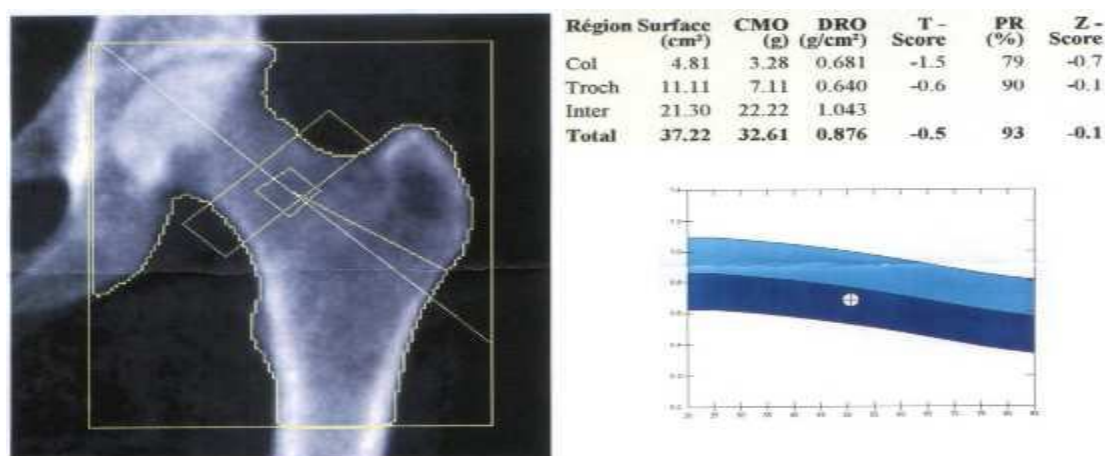 Région Surface CMO DRO T - PR Z -
(cm²) (g) (g/cm²) Score (%) Score
Col 4.81 3.28 0.681 -1.5 79 -0.7
Troch 11.11 7.11 0.640 -0.6 90 -0.1
Inter 21.30 22.22 1.043
Total 37.22 32.61 0.876 -0.5 93 -0.1